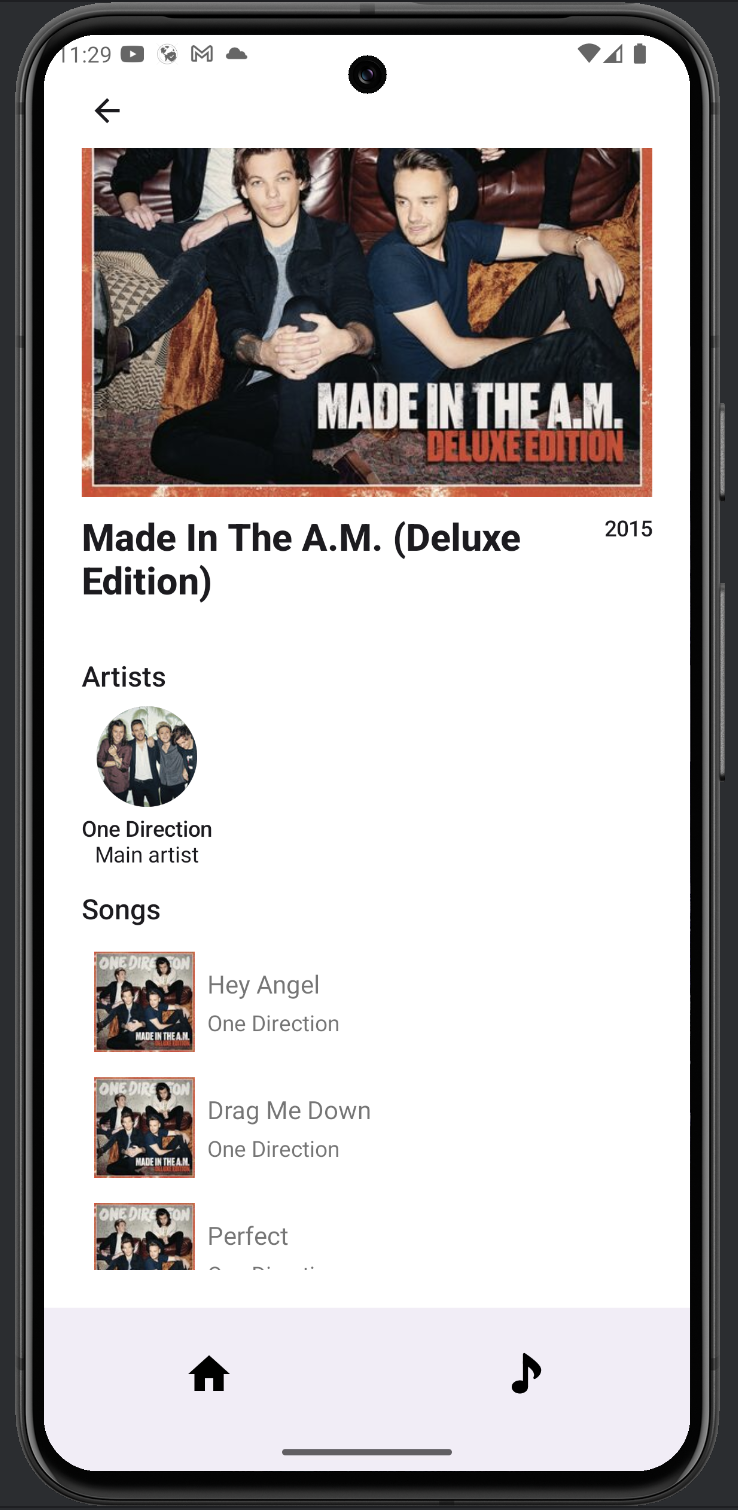 11:29
MADE IN THE A.M.
DELUXE EDITION
Made In The A.M. (Deluxe
Edition)
2015
Artists
One Direction
Main artist
Songs
ONE DIRECTION
MADE IN THE A.M.
DELUXE EDITION
Hey Angel
One Direction
ONE DIRECTION
MADE IN THE A.M.
DELUXE EDITION
Drag Me Down
One Direction
ONE DIRECTION
Perfect
One Directi